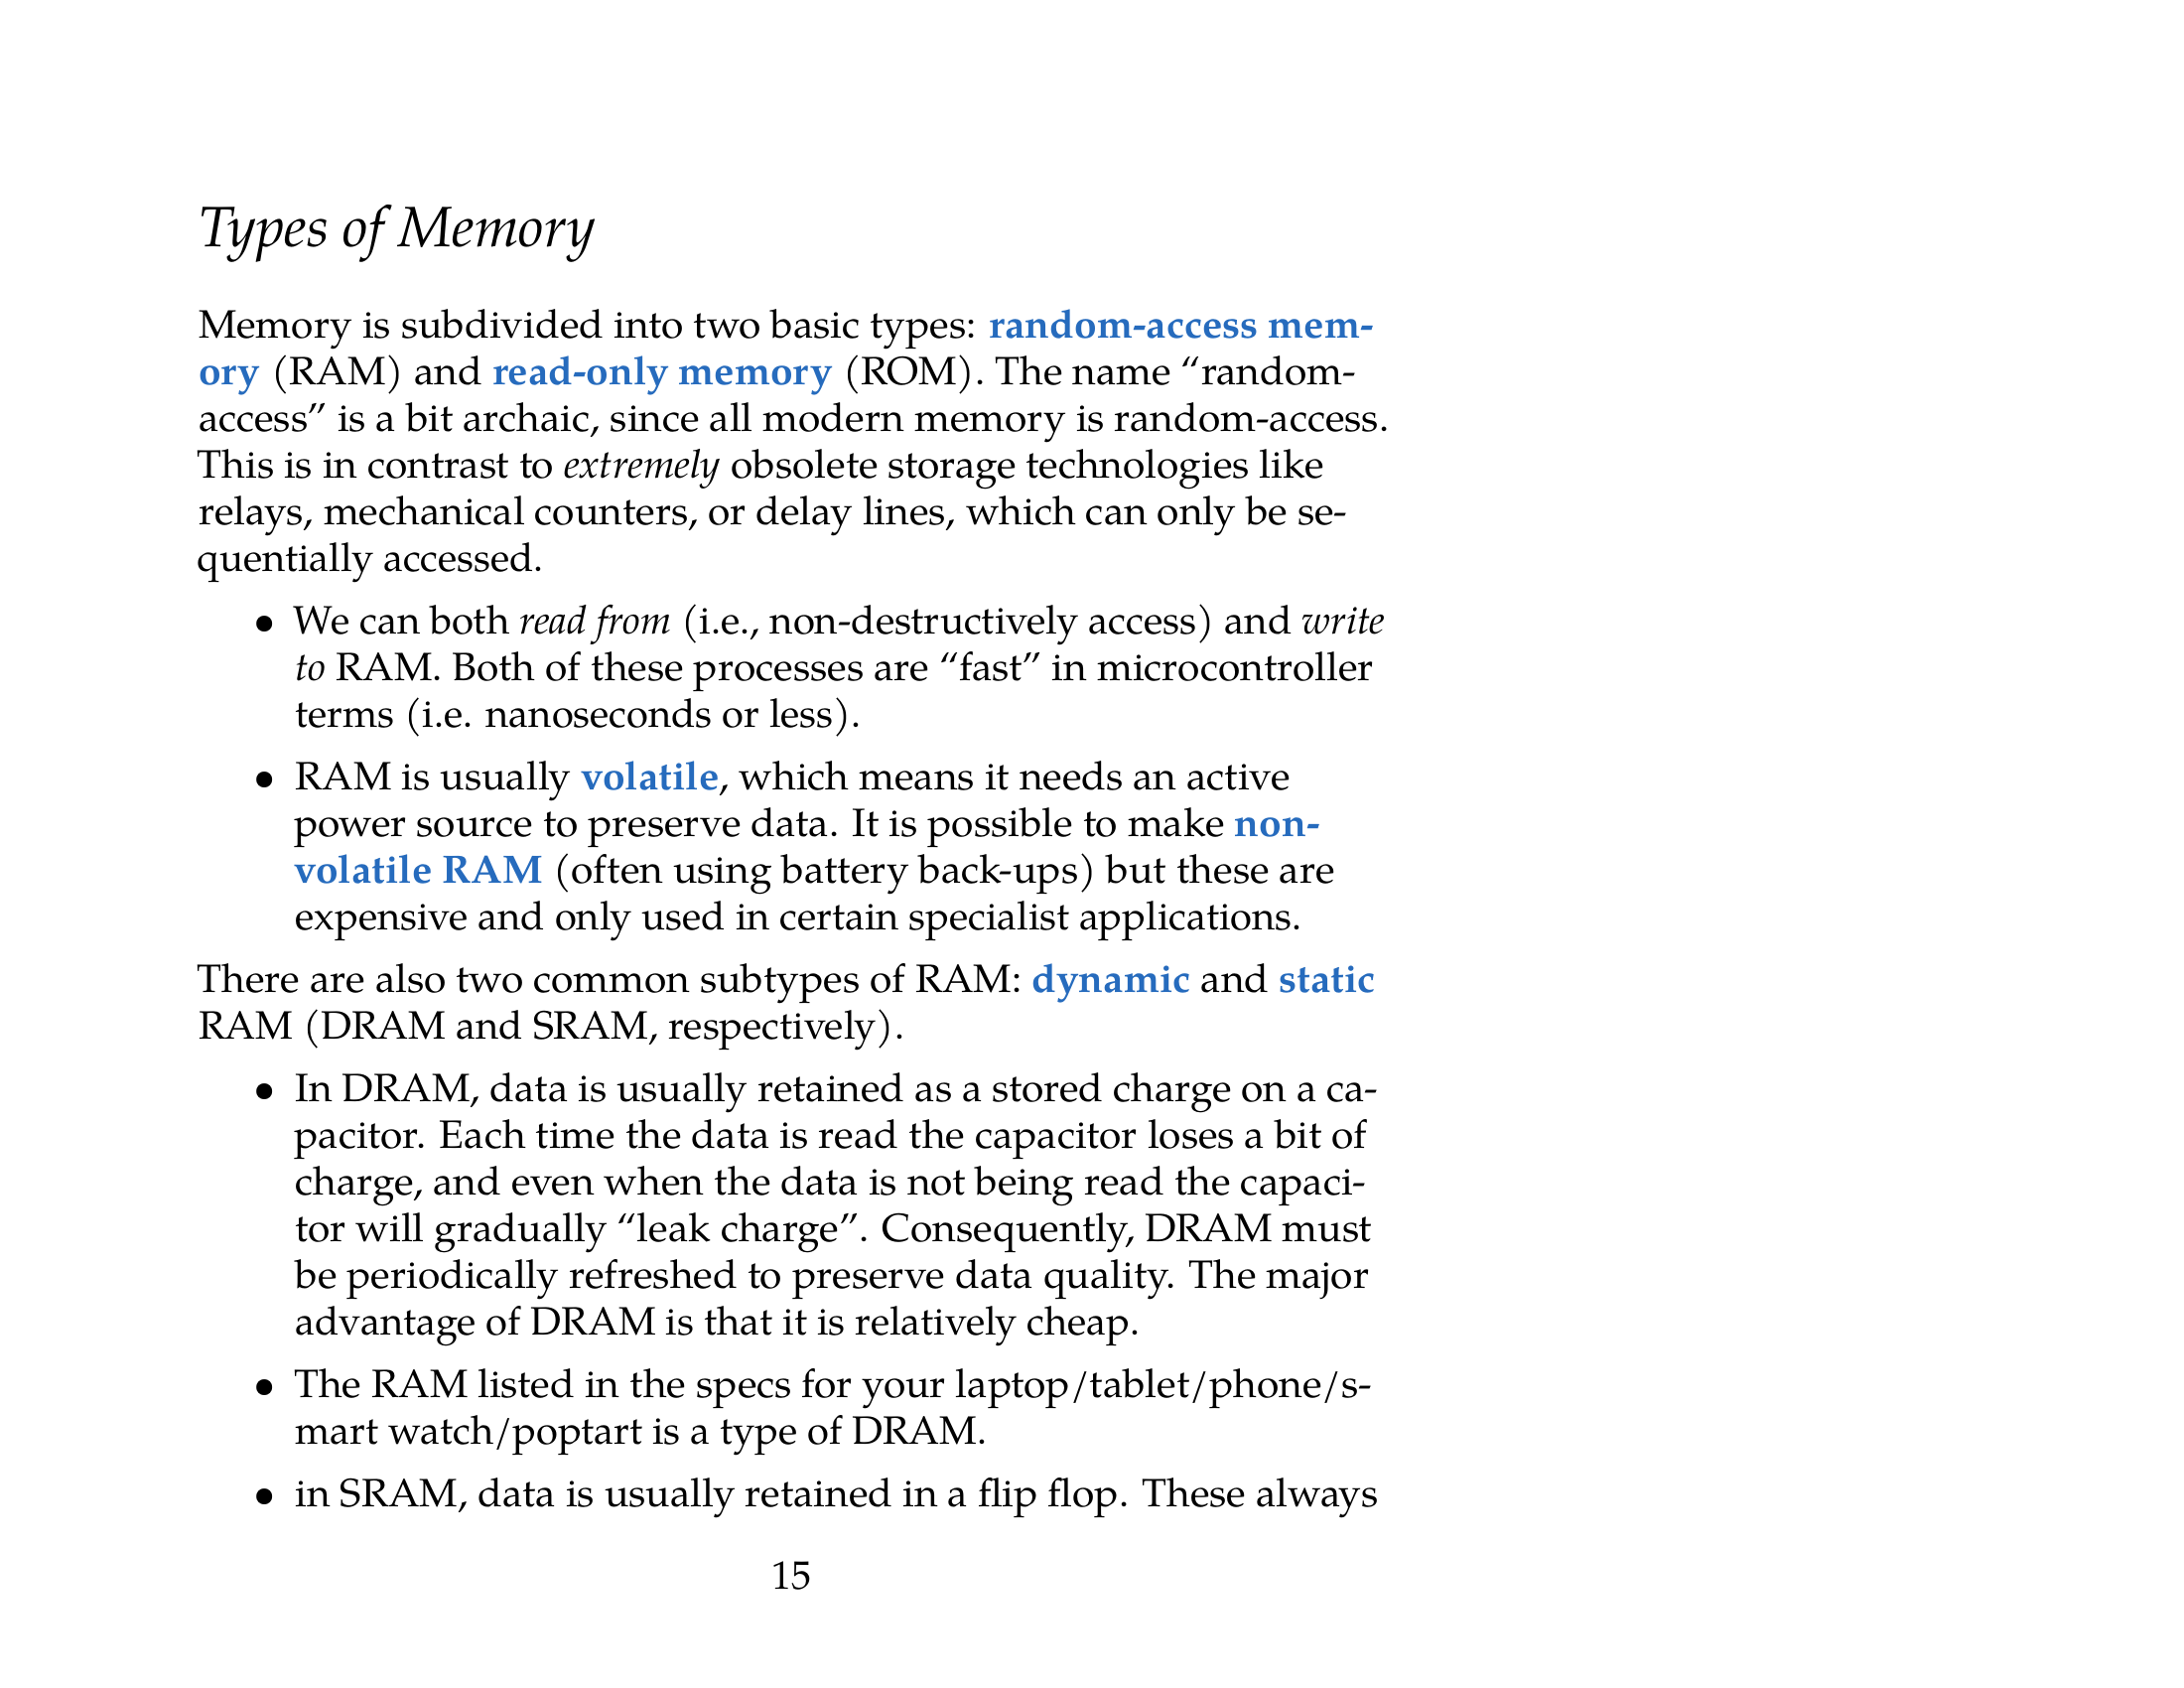 Types of Memory
Memory is subdivided into two basic types: random-access mem-
ory (RAM) and read-only memory (ROM). The name “random-
access” is a bit archaic, since all modern memory is random-access.
This is in contrast to extremely obsolete storage technologies like
relays, mechanical counters, or delay lines, which can only be se-
quentially accessed.
• We can both read from (i.e., non-destructively access) and write
to RAM. Both of these processes are “fast” in microcontroller
terms (i.e. nanoseconds or less).
• RAM is usually volatile, which means it needs an active
power source to preserve data. It is possible to make non-
volatile RAM (often using battery back-ups) but these are
expensive and only used in certain specialist applications.
There are also two common subtypes of RAM: dynamic and static
RAM (DRAM and SRAM, respectively).
• In DRAM, data is usually retained as a stored charge on a ca-
pacitor. Each time the data is read the capacitor loses a bit of
charge, and even when the data is not being read the capaci-
tor will gradually “leak charge”. Consequently, DRAM must
be periodically refreshed to preserve data quality. The major
advantage of DRAM is that it is relatively cheap.
• The RAM listed in the specs for your laptop/tablet/phone/s-
mart watch/poptart is a type of DRAM.
• in SRAM, data is usually retained in a flip flop. These always
15